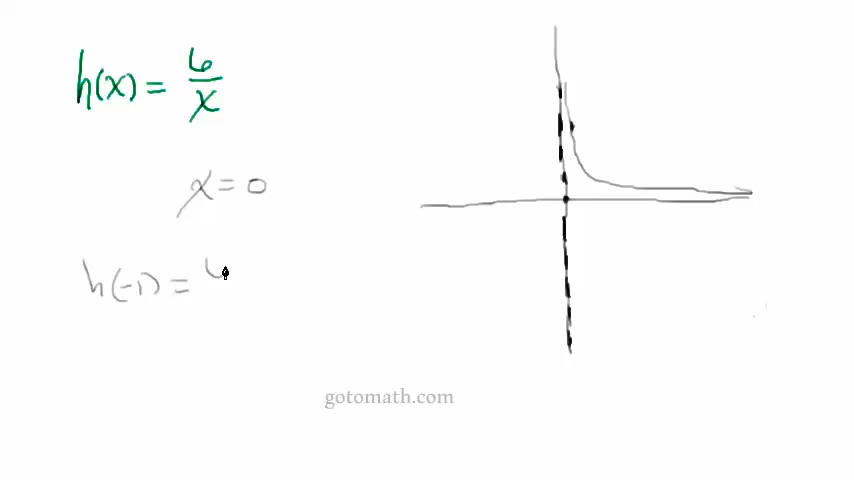 h(x) = 6/x
x = 0
h(-1) = 6
gotomath.com